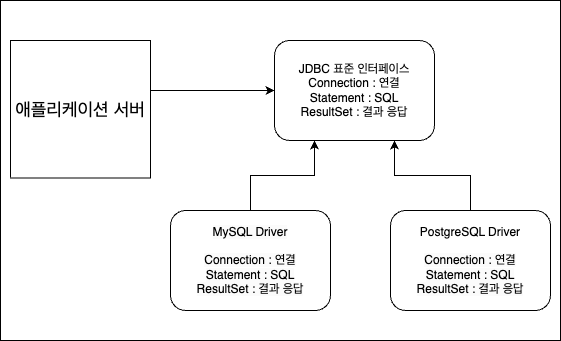 애플리케이션 서버
JDBC 표준 인터페이스
Connection : 연결
Statement : SQL
ResultSet : 결과 응답
MySQL Driver
Connection : 연결
Statement : SQL
ResultSet : 결과 응답
PostgreSQL Driver
Connection : 연결
Statement : SQL
ResultSet : 결과 응답